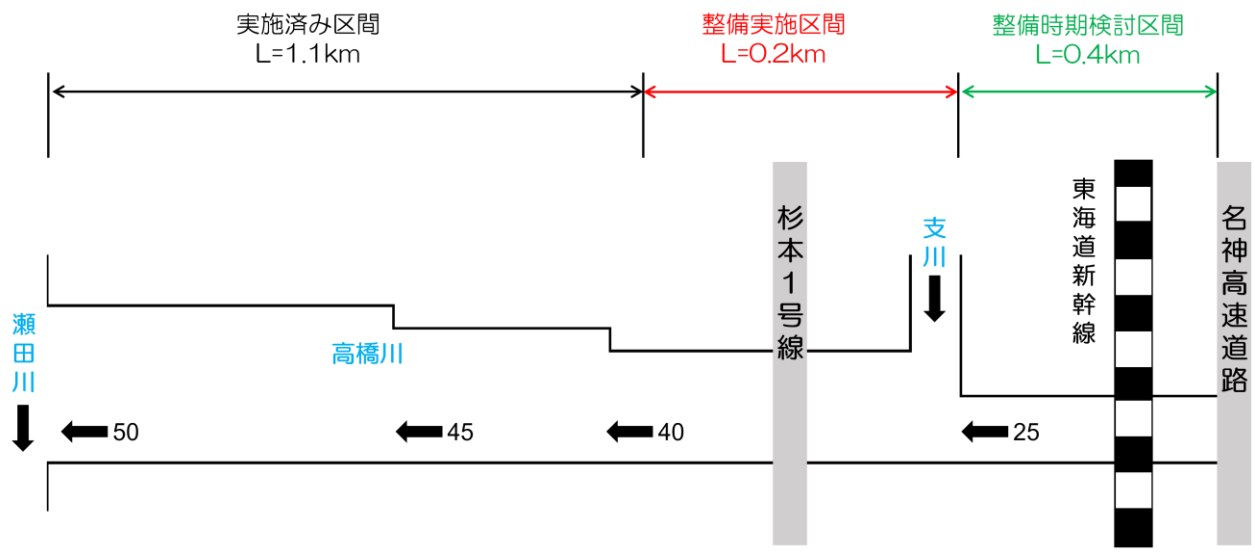 実施済み区間
L=1.1km
整備実施区間
L=0.2km
整備時期検討区間
L=0.4km
杉本1号線
支川
東海道新幹線
名神高速道路
瀬田川
高橋川
50
45
40
25